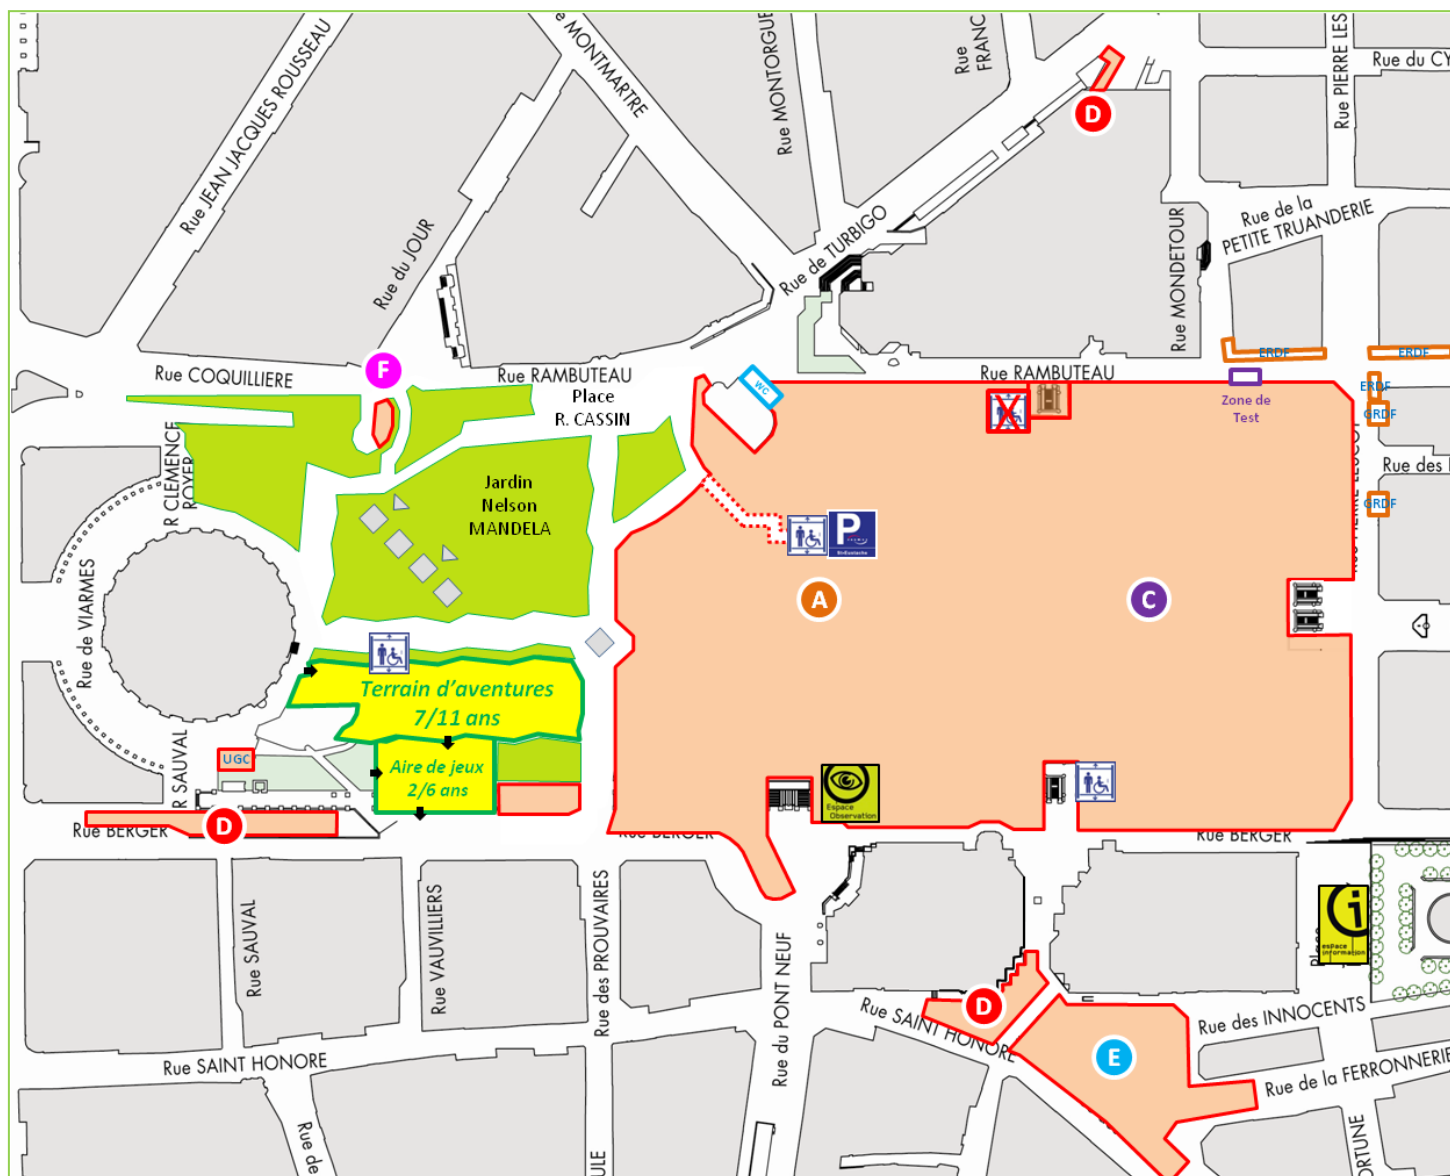 Rue JEAN JACQUES ROUSSEAU
Rue MONTMARTRE
Rue MONTORGUE
Rue
FRANC
Rue PIERRE LES
Rue du CY
D
Rue du JOUR
Rue de TURBIGO
Rue MONDETOUR
Rue de la
PETITE TRUANDERIE
F
Rue COQUILLIERE
Rue RAMBUTEAU
Place
R. CASSIN
WC
Rue RAMBUTEAU
ERDF
ERDF
ERDF
GRDF
Zone de
Test
R CLEMENCE
ROYER
Jardin
Nelson
MANDELA
Rue des
GRDF
P
A
C
Rue de VIARMES
Terrain d'aventures
7/11 ans
R SAUVAL
UGC
Aire de jeux
2/6 ans
Espace
Observation
Rue BERGER
D
Rue BERGER
Rue BERGER
Rue SAUVAL
Rue VAUVILLIERS
Rue des PROUVAIRES
Rue du PONT NEUF
i
espace
information
D
Rue SAINT HONORE
Rue des INNOCENTS
Rue SAINT HONORE
E
Rue de la FERRONNERIE
Rue de
ULE
ORTUNE